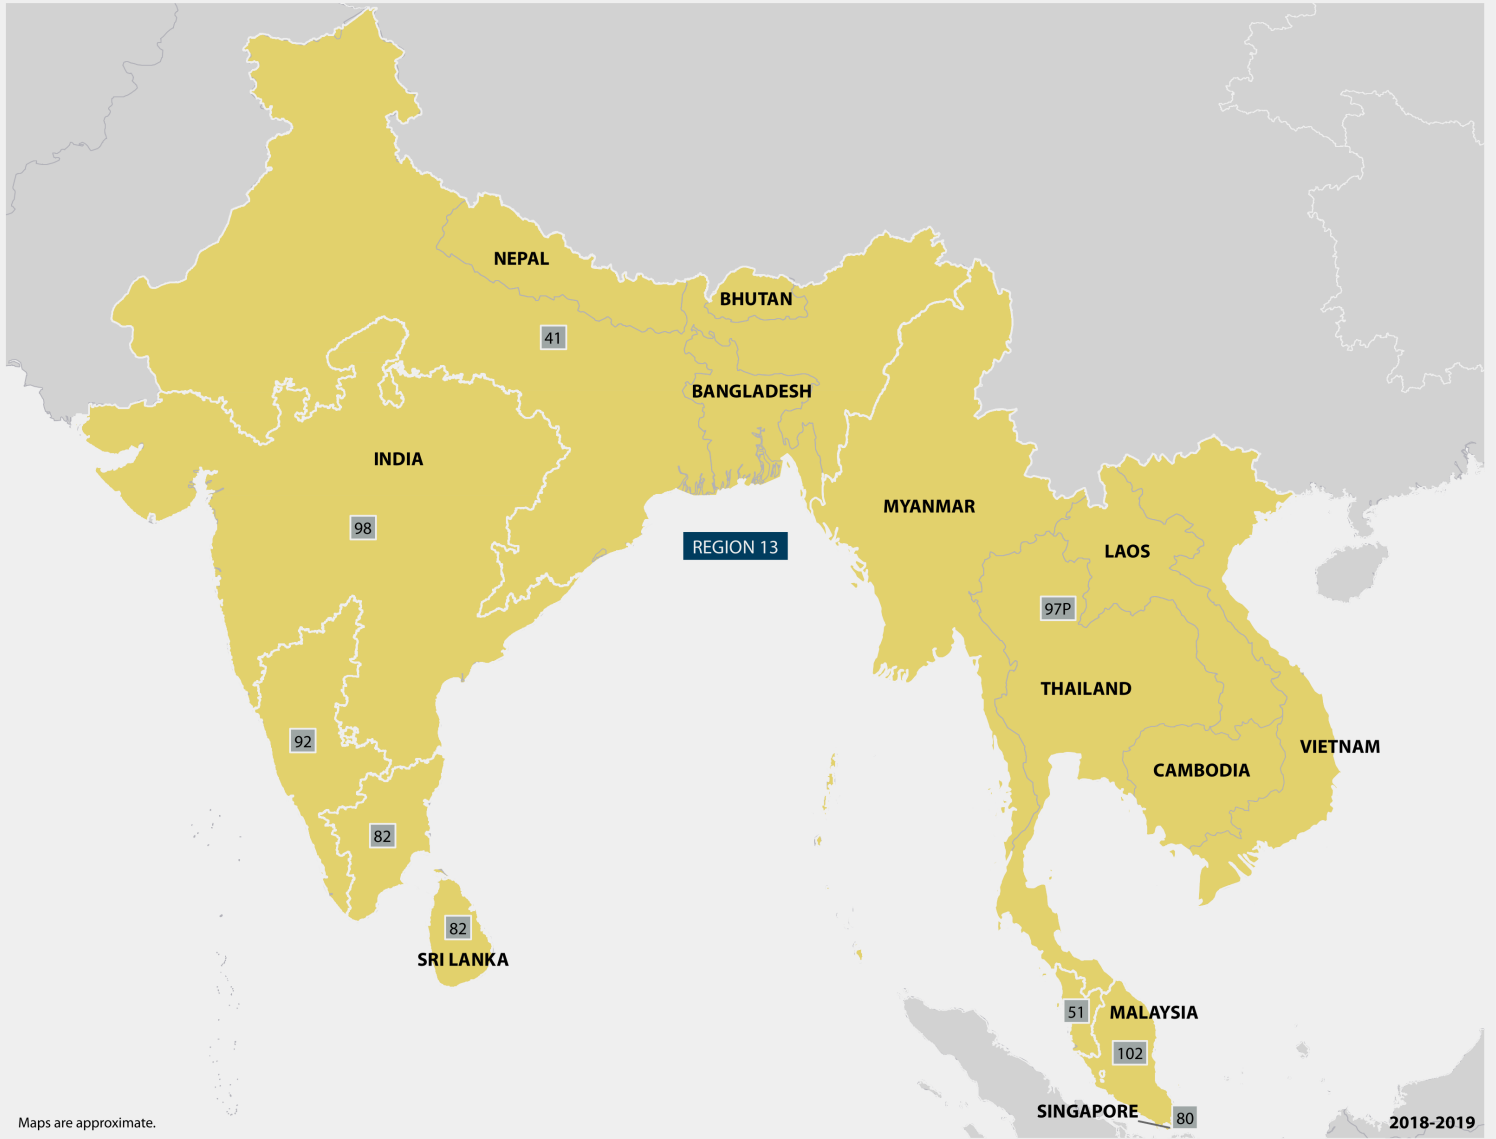 NEPAL
BHUTAN
41
BANGLADESH
INDIA
MYANMAR
98
REGION 13
LAOS
97P
THAILAND
92
VIETNAM
CAMBODIA
82
82
SRI LANKA
51
MALAYSIA
102
SINGAPORE
80
Maps are approximate.
2018-2019